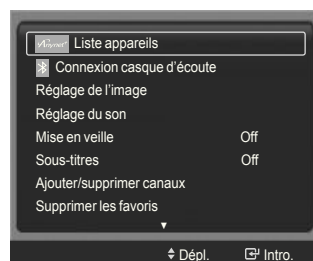 Anynet+ Liste appareils
Connexion casque d'écoute
Réglage de l'image
Réglage du son
Mise en veille Off
Sous-titres Off
Ajouter/supprimer canaux
Supprimer les favoris
Dépl. Intro.